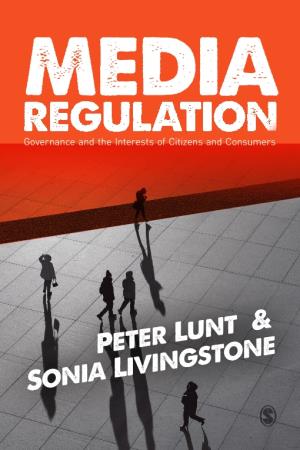 MEDIA
REGULATION
Governance and the Interests of Citizens and Consumers
PETER LUNT &
SONIA LIVINGSTONE